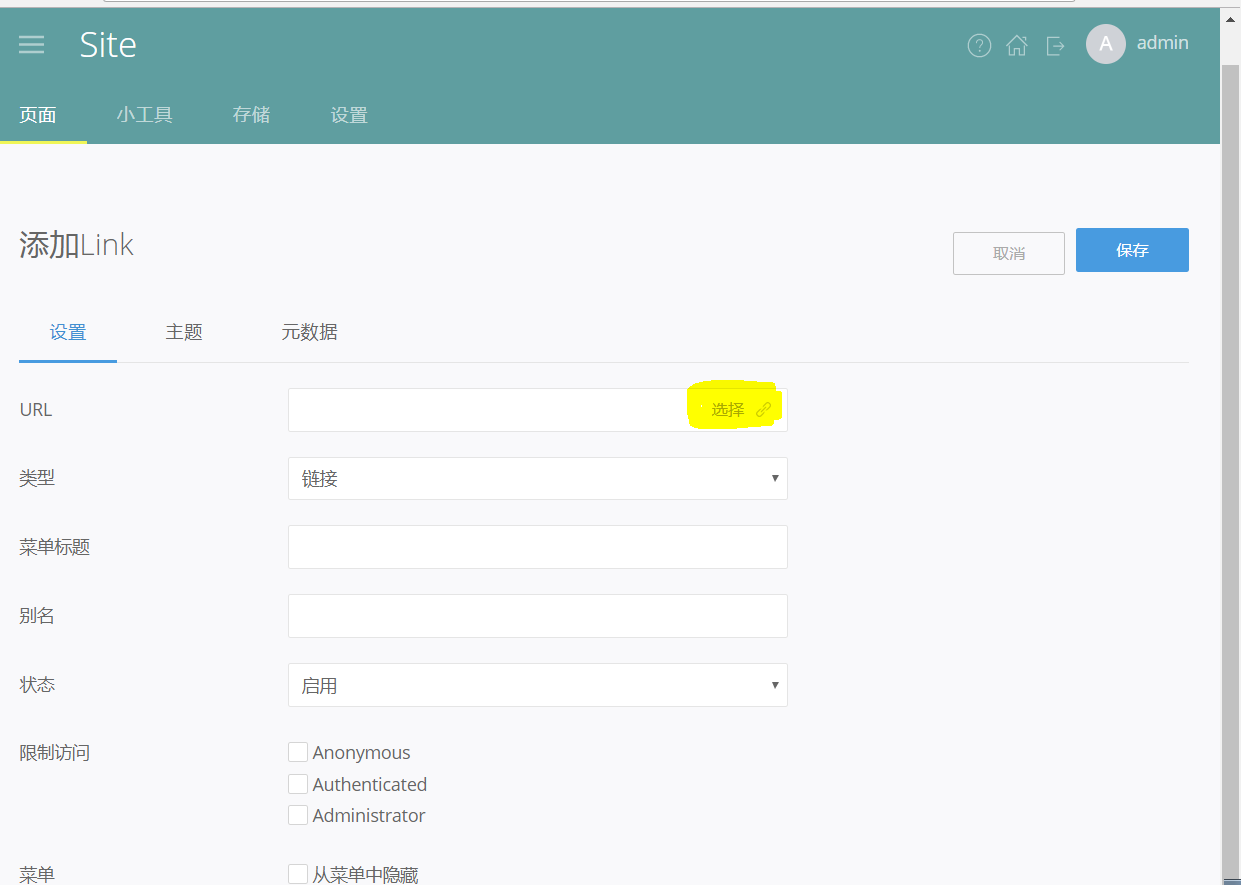 Site
? A admin
页面 小工具 存储 设置
添加Link
取消 保存
设置 主题 元数据
URL 选择
类型 链接
菜单标题
别名
状态 启用
限制访问 Anonymous
Authenticated
Administrator
菜单 从菜单中隐藏